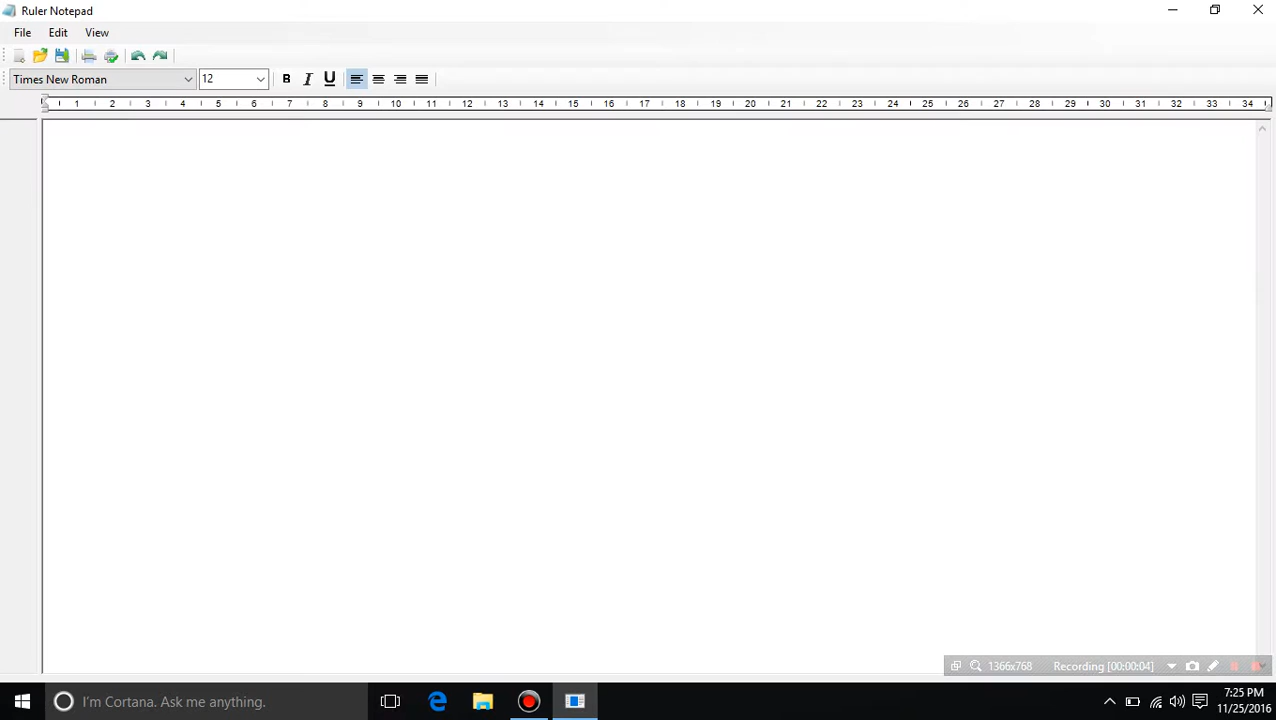 Ruler Notepad
File Edit View
Times New Roman 12 B I U
1 2 3 4 5 6 7 8 9 10 11 12 13 14 15 16 17 18 19 20 21 22 23 24 25 26 27 28 29 30 31 32 33 34
1366x768 Recording [00:00:04]
I'm Cortana. Ask me anything.
7:25 PM
11/25/2016